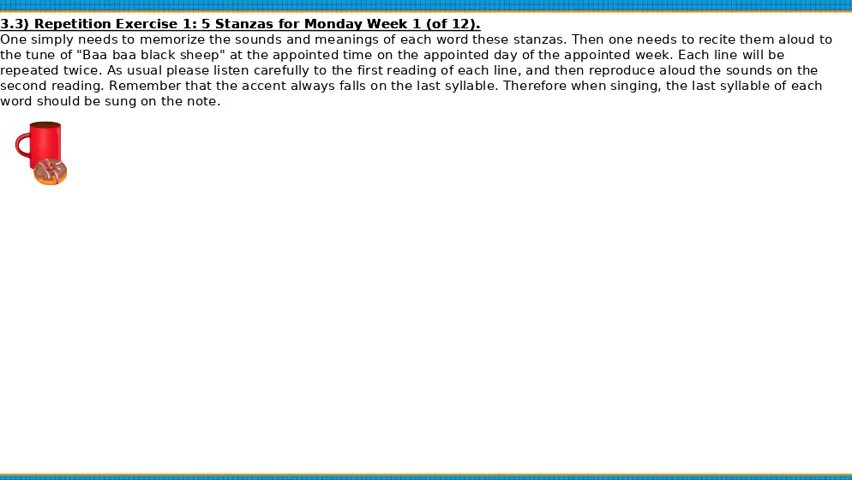 3.3) Repetition Exercise 1: 5 Stanzas for Monday Week 1 (of 12).
One simply needs to memorize the sounds and meanings of each word these stanzas. Then one needs to recite them aloud to
the tune of "Baa baa black sheep" at the appointed time on the appointed day of the appointed week. Each line will be
repeated twice. As usual please listen carefully to the first reading of each line, and then reproduce aloud the sounds on the
second reading. Remember that the accent always falls on the last syllable. Therefore when singing, the last syllable of each
word should be sung on the note.